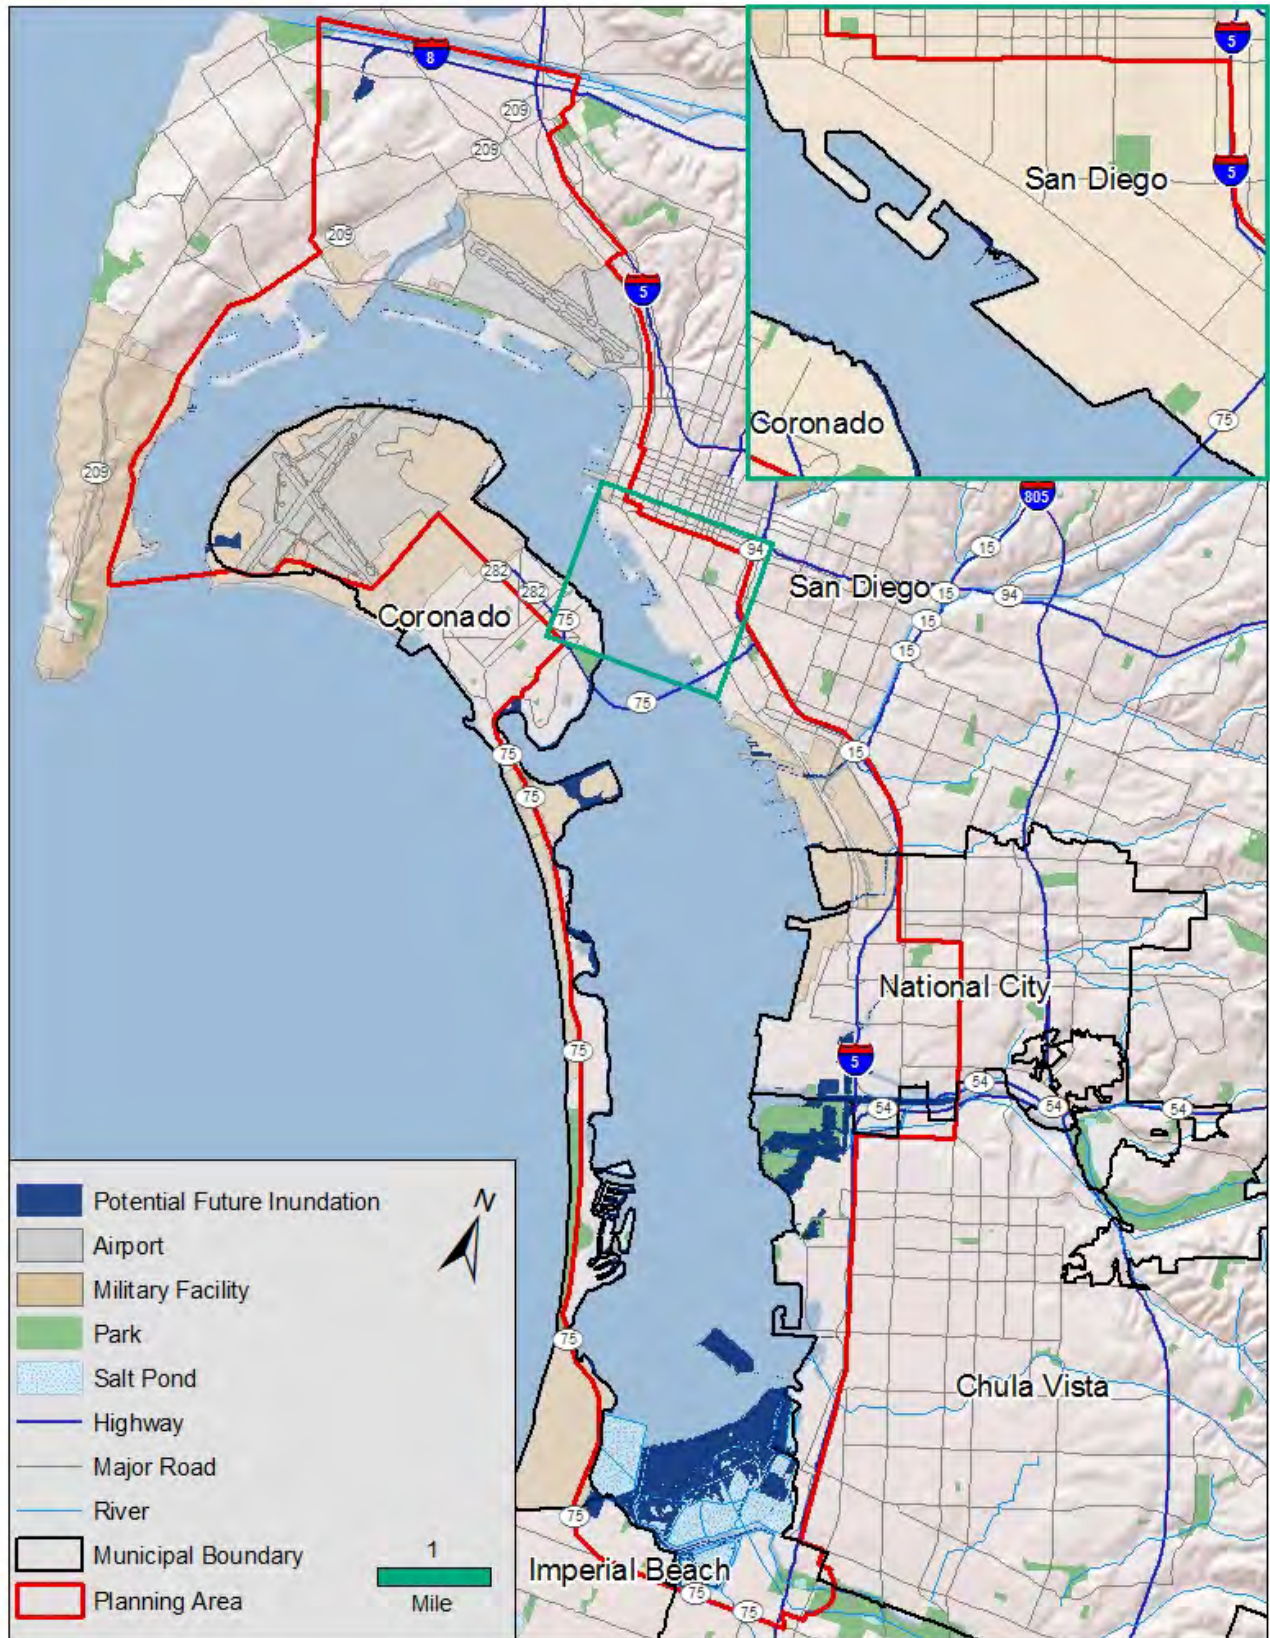 8
5
209
San Diego
5
209
209
5
75
Coronado
209
805
94
15
282
San Diego
15
94
282
Coronado
75
15
15
75
75
15
75
National City
75
5
54
54
54
54
Potential Future Inundation
N
Airport
Military Facility
Park
75
Salt Pond
Chula Vista
Highway
Major Road
River
75
Municipal Boundary
1
Imperial Beach
Planning Area
Mile
75
75